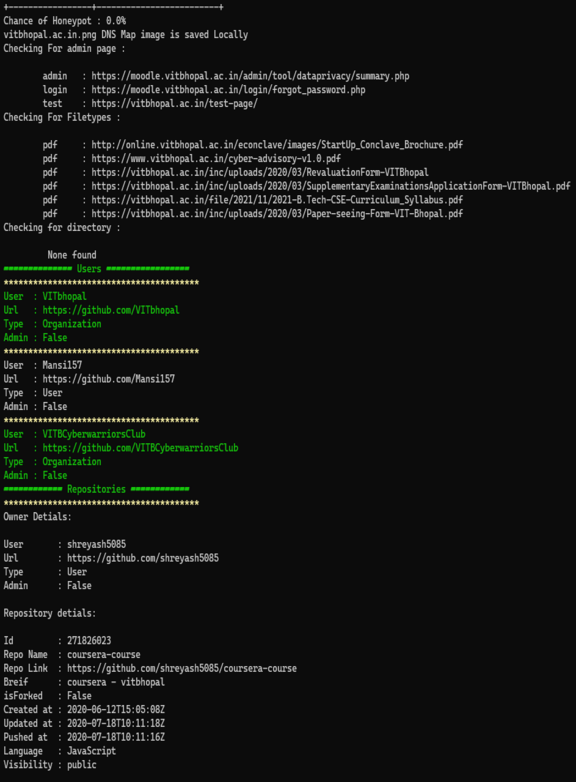 +-----------------+-------------------------+
Chance of Honeypot : 0.0%
vitbhopal.ac.in.png DNS Map image is saved Locally
Checking For admin page :
admin : https://moodle.vitbhopal.ac.in/admin/tool/dataprivacy/summary.php
login : https://moodle.vitbhopal.ac.in/login/forgot_password.php
test : https://vitbhopal.ac.in/test-page/
Checking For Filetypes :
pdf : http://online.vitbhopal.ac.in/econclave/images/StartUp_Conclave_Brochure.pdf
pdf : https://www.vitbhopal.ac.in/cyber-advisory-v1.0.pdf
pdf : https://vitbhopal.ac.in/inc/uploads/2020/03/RevaluationForm-VITBhopal
pdf : https://vitbhopal.ac.in/inc/uploads/2020/03/SupplementaryExaminationsApplicationForm-VITBhopal.pdf
pdf : https://vitbhopal.ac.in/file/2021/11/2021-B.Tech-CSE-Curriculum_Syllabus.pdf
pdf : https://vitbhopal.ac.in/inc/uploads/2020/03/Paper-seeing-Form-VIT-Bhopal.pdf
Checking for directory :
None found
============== Users =================
****************************************
User : VITbhopal
Url : https://github.com/VITbhopal
Type : Organization
Admin : False
****************************************
User : Mansi157
Url : https://github.com/Mansi157
Type : User
Admin : False
****************************************
User : VITBCyberwarriorsClub
Url : https://github.com/VITBCyberwarriorsClub
Type : Organization
Admin : False
============ Repositories ============
****************************************
Owner Detials:
User : shreyash5085
Url : https://github.com/shreyash5085
Type : User
Admin : False
Repository detials:
Id : 271826023
Repo Name : coursera-course
Repo Link : https://github.com/shreyash5085/coursera-course
Breif : coursera - vitbhopal
isForked : False
Created at : 2020-06-12T15:05:08Z
Updated at : 2020-07-18T10:11:18Z
Pushed at : 2020-07-18T10:11:16Z
Language : JavaScript
Visibility : public